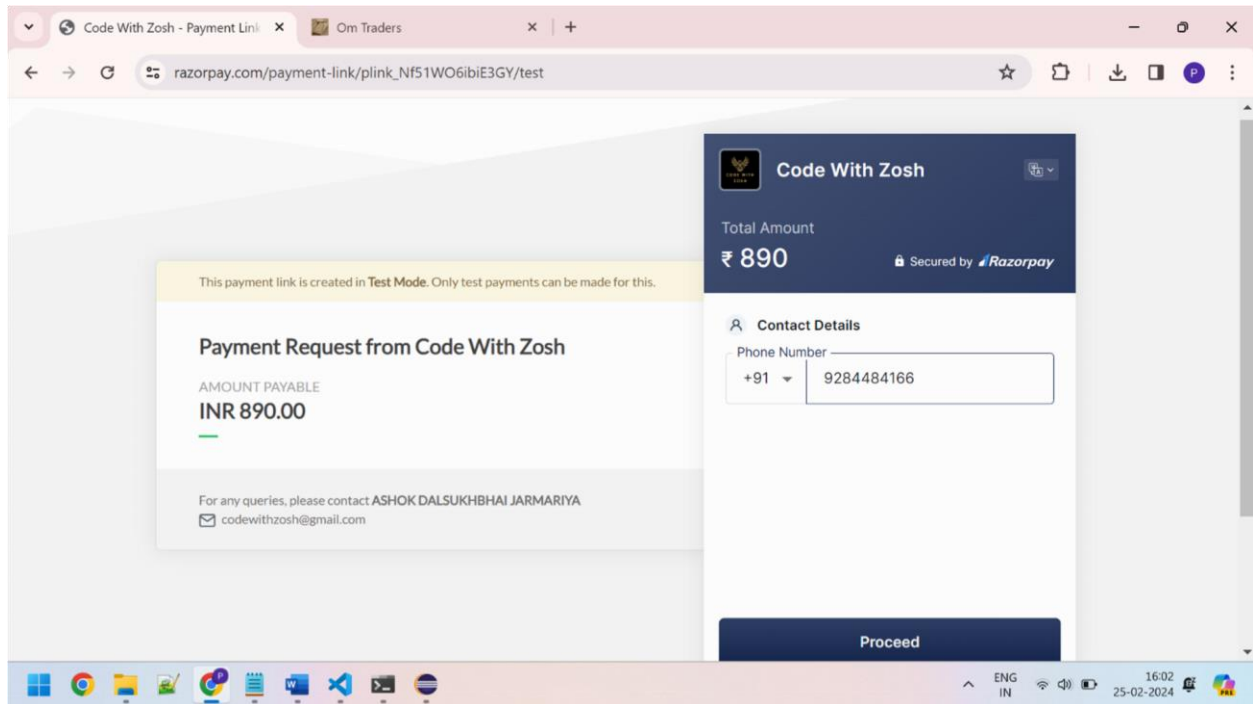 Code With Zosh - Payment Link
Om Traders
razorpay.com/payment-link/plink_Nf51WO6ibiE3GY/test
P
Code With Zosh
Total Amount
₹ 890
Secured by Razorpay
This payment link is created in Test Mode. Only test payments can be made for this.
Payment Request from Code With Zosh
AMOUNT PAYABLE
INR 890.00
For any queries, please contact ASHOK DALSUKHBHAI JARMARIYA
codewithzosh@gmail.com
Contact Details
Phone Number
+91 9284484166
Proceed
ENG
IN
16:02
25-02-2024
PRE